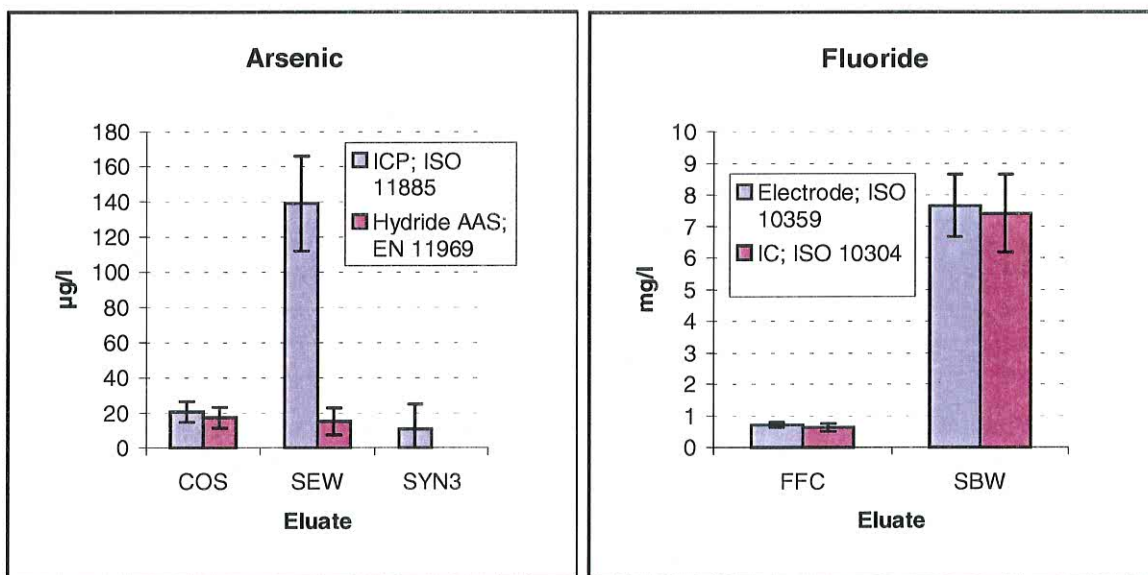 Arsenic
180
160
140
120
100
80
60
40
20
0
µg/l
ICP; ISO
11885
Hydride AAS;
EN 11969
COS SEW SYN3
Eluate
Fluoride
10
9
8
7
6
5
4
3
2
1
0
mg/l
Electrode; ISO
10359
IC; ISO 10304
FFC SBW
Eluate